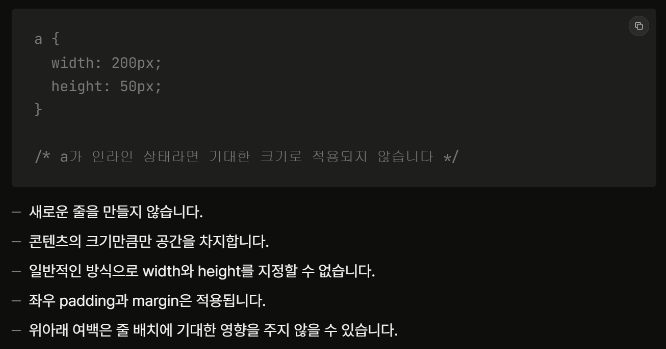 a {
  width: 200px;
  height: 50px;
}
/* a가 인라인 상태라면 기대한 크기로 적용되지 않습니다 */
— 새로운 줄을 만들지 않습니다.
— 콘텐츠의 크기만큼만 공간을 차지합니다.
— 일반적인 방식으로 width와 height를 지정할 수 없습니다.
— 좌우 padding과 margin은 적용됩니다.
— 위아래 여백은 줄 배치에 기대한 영향을 주지 않을 수 있습니다.